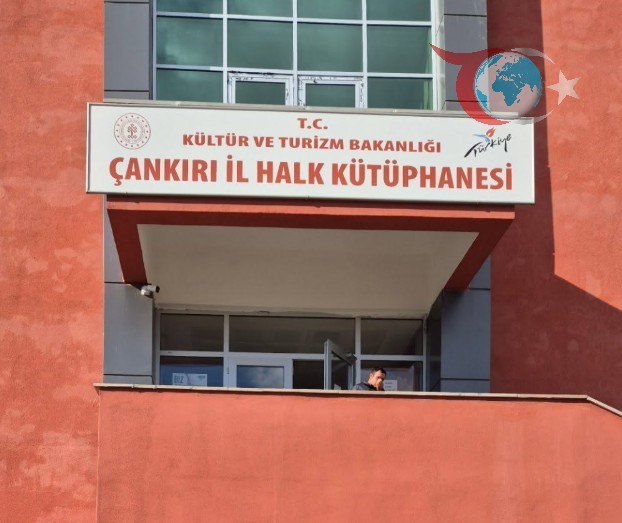 T.C.
KÜLTÜR VE TURİZM BAKANLIĞI
Türkiye
ÇANKIRI İL HALK KÜTÜPHANESİ